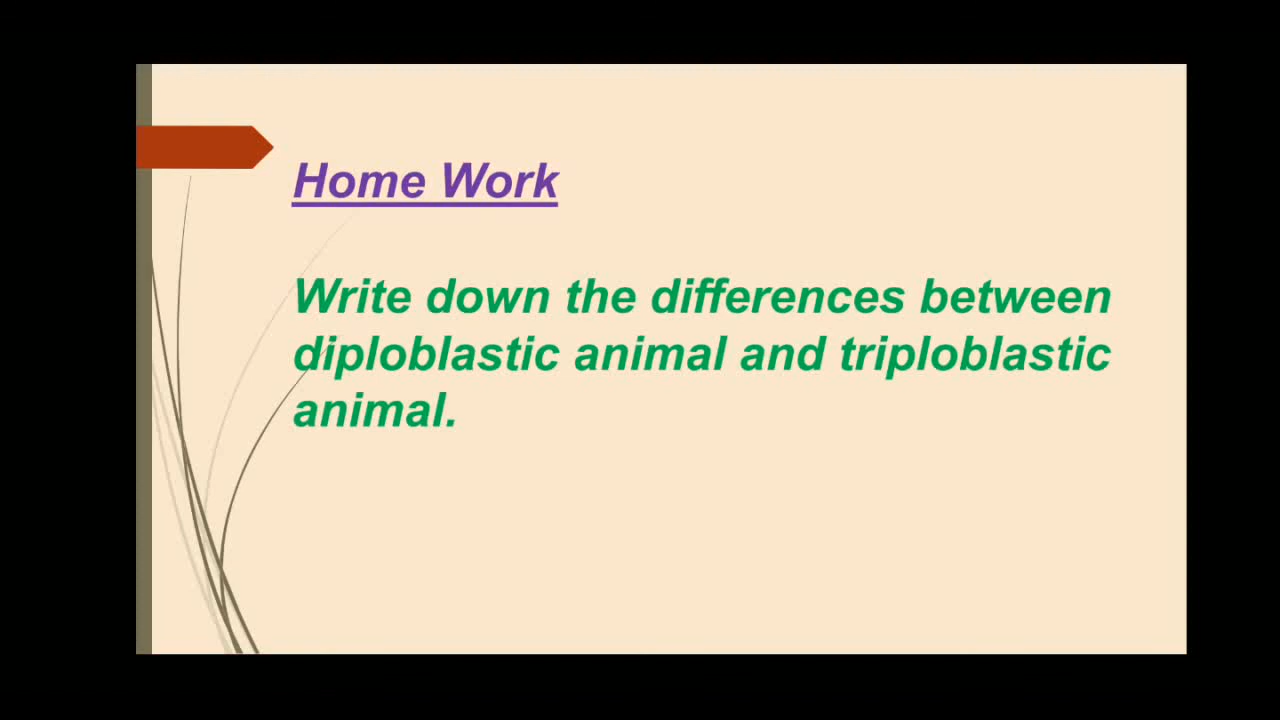 Home Work
Write down the differences between
diploblastic animal and triploblastic
animal.